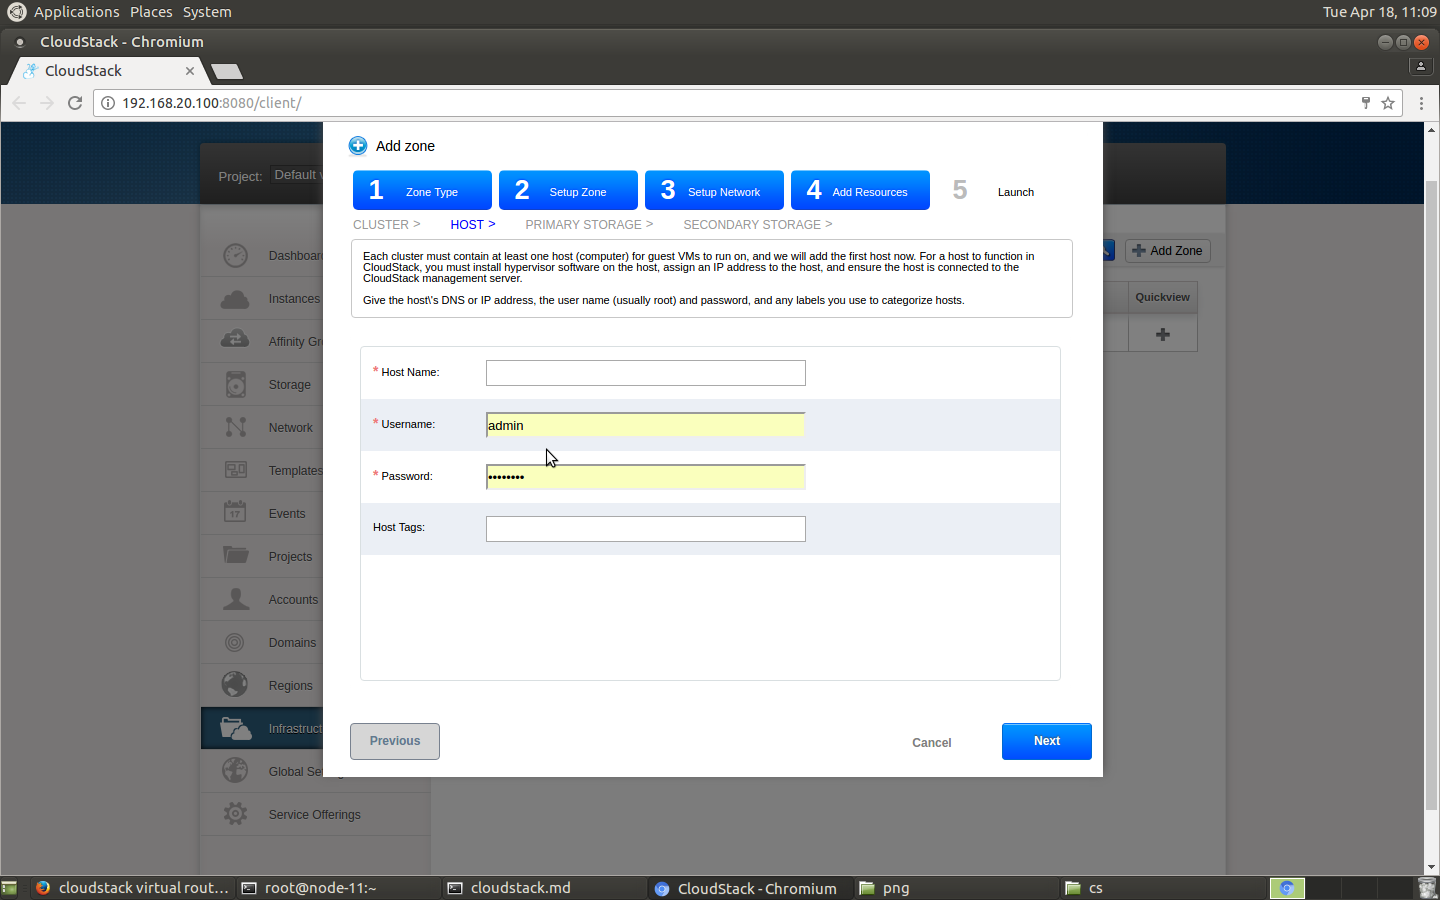 Applications Places System
Tue Apr 18, 11:09
CloudStack - Chromium
CloudStack
192.168.20.100:8080/client/
Project: Default
Add zone
1 Zone Type
2 Setup Zone
3 Setup Network
4 Add Resources
5 Launch
CLUSTER >
HOST >
PRIMARY STORAGE >
SECONDARY STORAGE >
Each cluster must contain at least one host (computer) for guest VMs to run on, and we will add the first host now. For a host to function in
CloudStack, you must install hypervisor software on the host, assign an IP address to the host, and ensure the host is connected to the
CloudStack management server.
Give the host\'s DNS or IP address, the user name (usually root) and password, and any labels you use to categorize hosts.
* Host Name:
* Username: admin
* Password: ••••••••
Host Tags:
Previous
Cancel
Next
Add Zone
Quickview
Dashboar
Instances
Affinity Gr
Storage
Network
Templates
Events
17
Projects
Accounts
Domains
Regions
Infrastruct
Global Se
Service Offerings
cloudstack virtual rout...
root@node-11:~
cloudstack.md
CloudStack - Chromium
png
cs